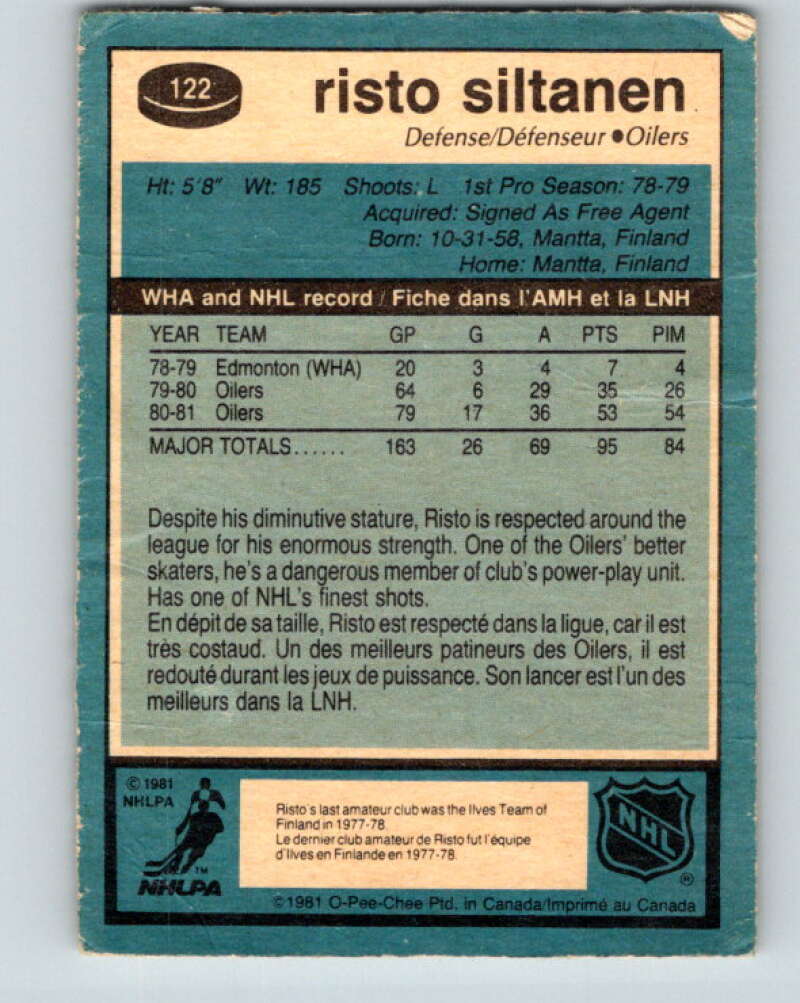 122
risto siltanen
Defense/Défenseur ●Oilers
Ht: 5'8" Wt: 185 Shoots: L 1st Pro Season: 78-79
Acquired: Signed As Free Agent
Born: 10-31-58, Mantta, Finland
Home: Mantta, Finland
WHA and NHL record / Fiche dans l'AMH et la LNH
YEAR TEAM GP G A PTS PIM
78-79 Edmonton (WHA) 20 3 4 7 4
79-80 Oilers 64 6 29 35 26
80-81 Oilers 79 17 36 53 54
MAJOR TOTALS...... 163 26 69 95 84
Despite his diminutive stature, Risto is respected around the
league for his enormous strength. One of the Oilers' better
skaters, he's a dangerous member of club's power-play unit.
Has one of NHL's finest shots.
En dépit de sa taille, Risto est respecté dans la ligue, car il est
très costaud. Un des meilleurs patineurs des Oilers, il est
redouté durant les jeux de puissance. Son lancer est l'un des
meilleurs dans la LNH.
© 1981
NHLPA
Risto's last amateur club was the Ilves Team of
Finland in 1977-78.
Le dernier club amateur de Risto fut l'équipe
d'Ilves en Finlande en 1977-78.
TM
NHLPA
NHL
®
©1981 O-Pee-Chee Ptd. in Canada/Imprimé au Canada